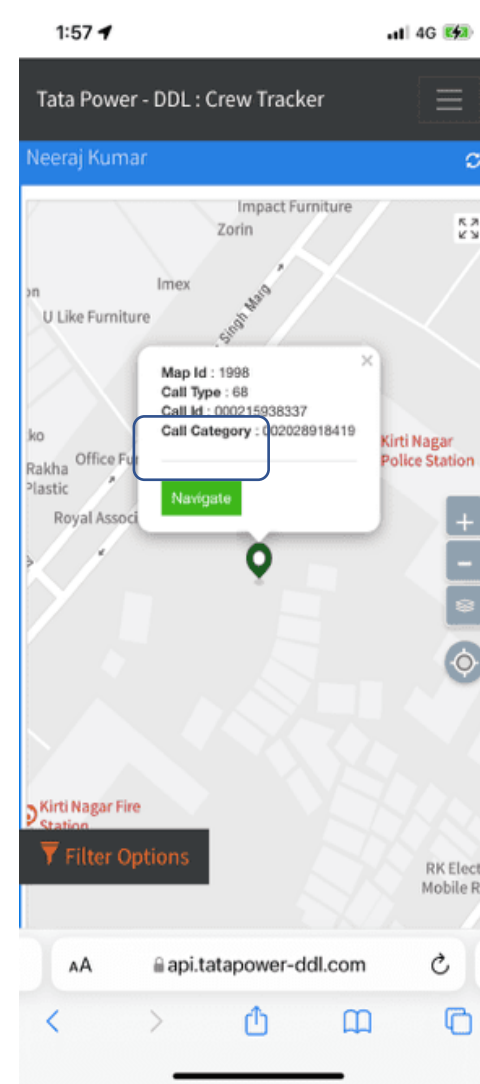 1:57
4G
Tata Power - DDL : Crew Tracker
Neeraj Kumar
Impact Furniture
Zorin
Imex
U Like Furniture
Singh Marg
Map Id : 1998
Call Type : 68
Call Id : 000215938337
Call Category : 002028918419
Kirti Nagar
Police Station
Rakha
Plastic
Office Fu
Royal Associ
Navigate
Kirti Nagar Fire
Station
Filter Options
RK Elect
Mobile R
AA
api.tatapower-ddl.com